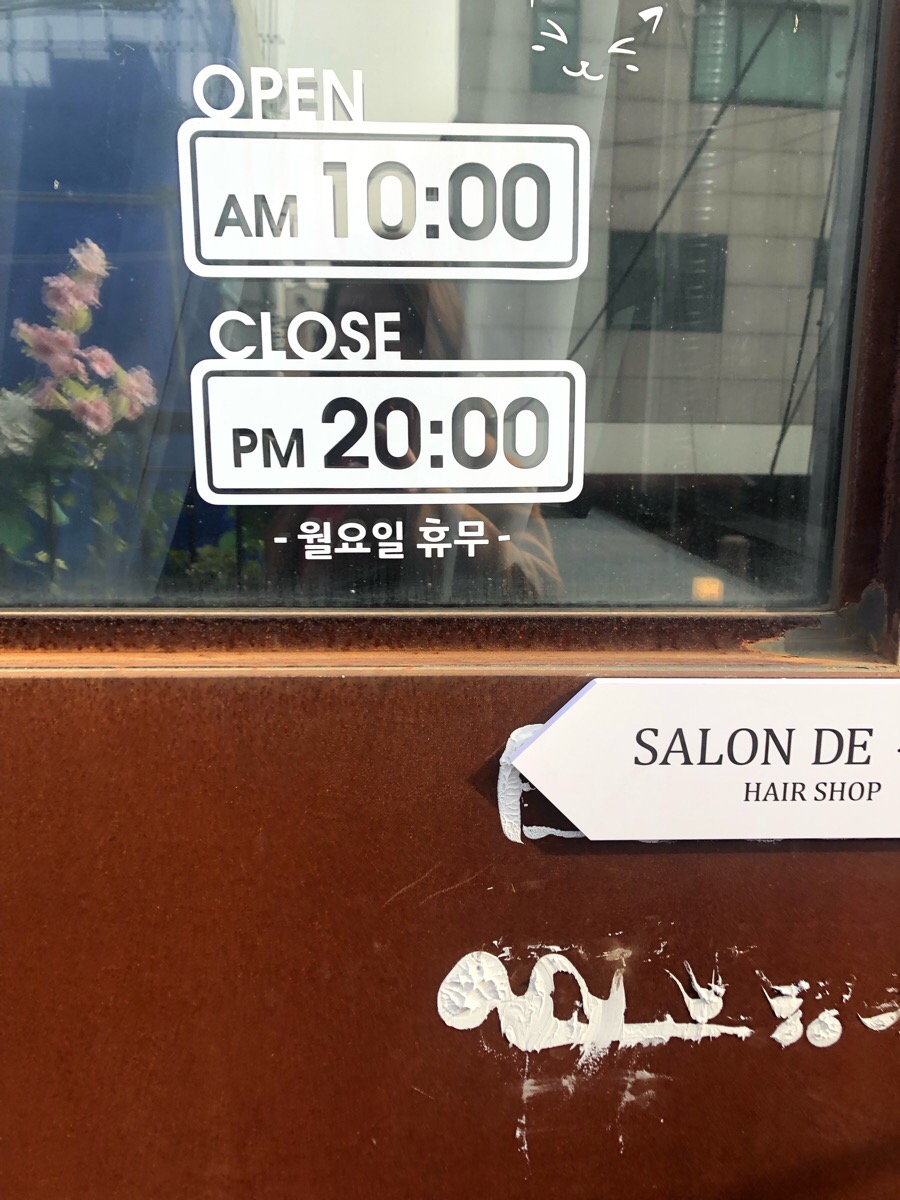 OPEN
AM 10:00
CLOSE
PM 20:00
- 월요일 휴무 -
SALON DE
HAIR SHOP